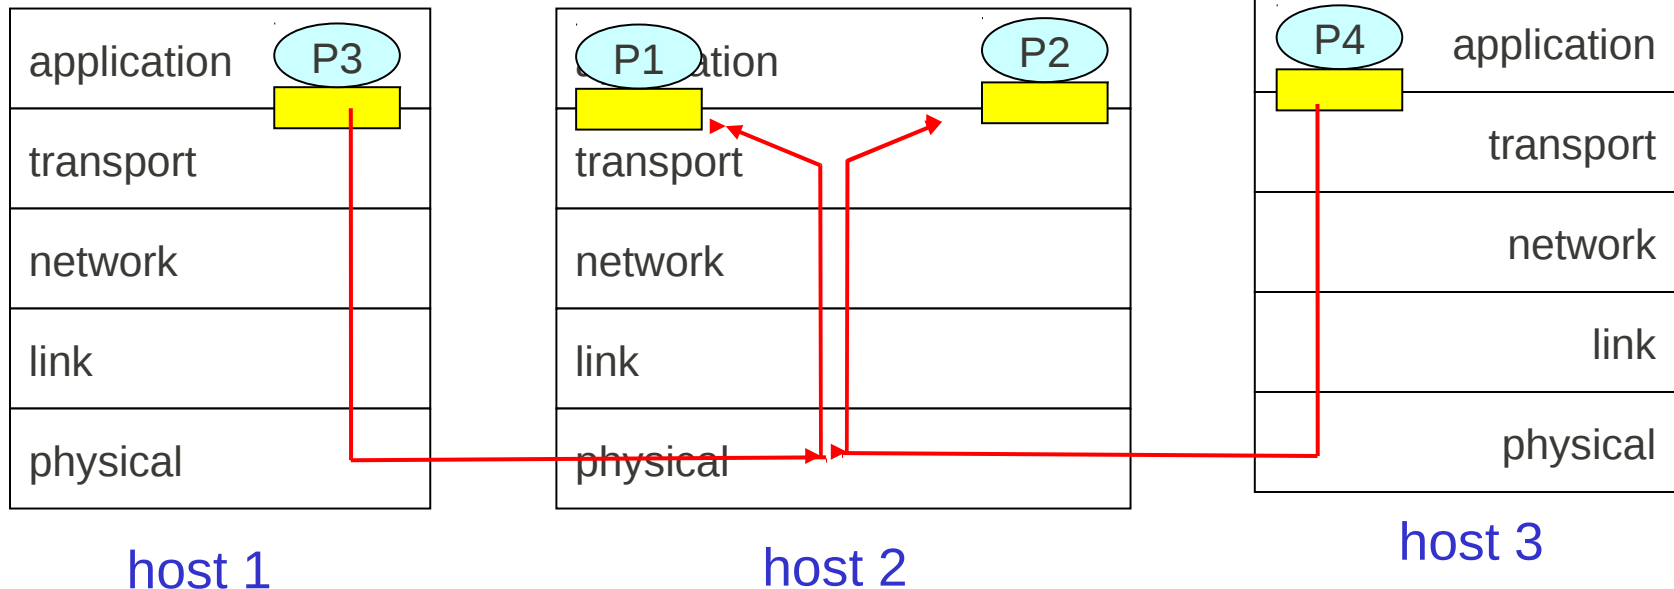 application
P3
transport
network
link
physical
host 1
P1
ation
P2
transport
network
link
physical
host 2
P4
application
transport
network
link
physical
host 3